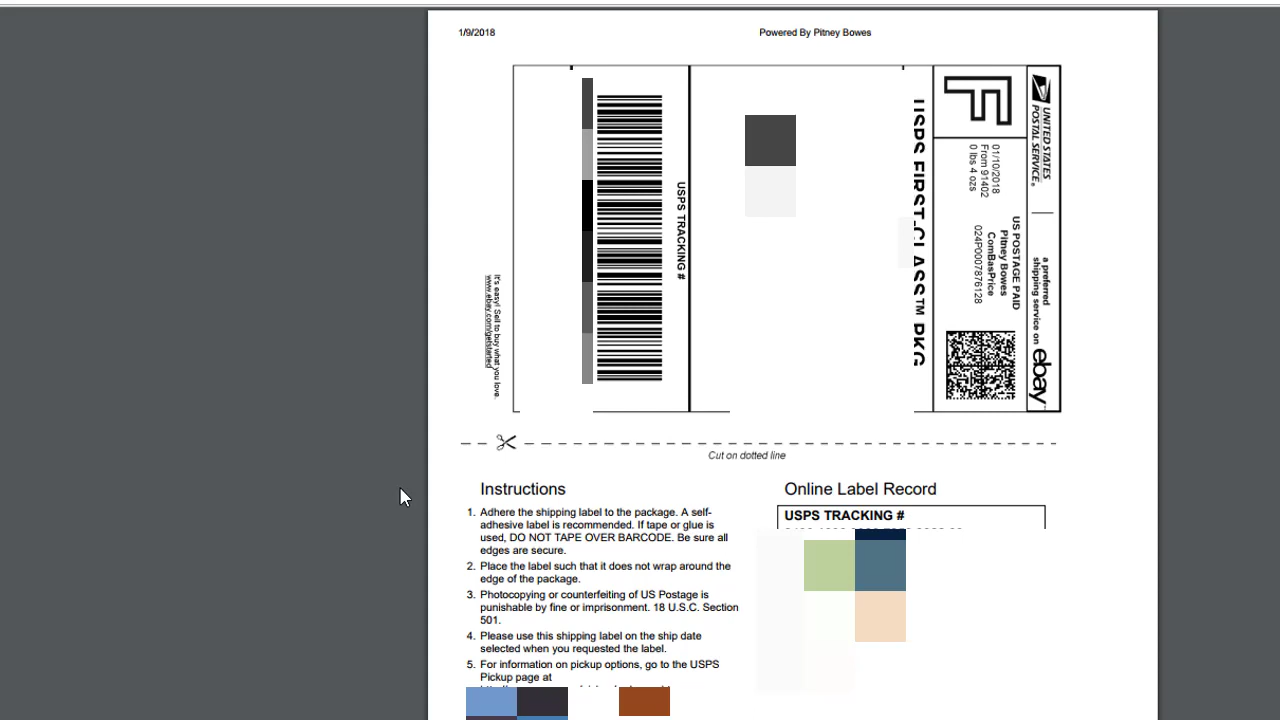 1/9/2018
Powered By Pitney Bowes
UNITED STATES
POSTAL SERVICE®
a preferred
shipping service on
ebay
F
01/10/2018
From 91402
0 lbs 4 ozs
US POSTAGE PAID
Pitney Bowes
ComBasPrice
024P0007876128
USPS FIRST-CLASS™ PKG
USPS TRACKING #
It's easy! Sell to buy what you love.
www.ebay.com/getstarted
Cut on dotted line
Instructions
1. Adhere the shipping label to the package. A self-
adhesive label is recommended. If tape or glue is
used, DO NOT TAPE OVER BARCODE. Be sure all
edges are secure.
2. Place the label such that it does not wrap around the
edge of the package.
3. Photocopying or counterfeiting of US Postage is
punishable by fine or imprisonment. 18 U.S.C. Section
501.
4. Please use this shipping label on the ship date
selected when you requested the label.
5. For information on pickup options, go to the USPS
Pickup page at
Online Label Record
USPS TRACKING #